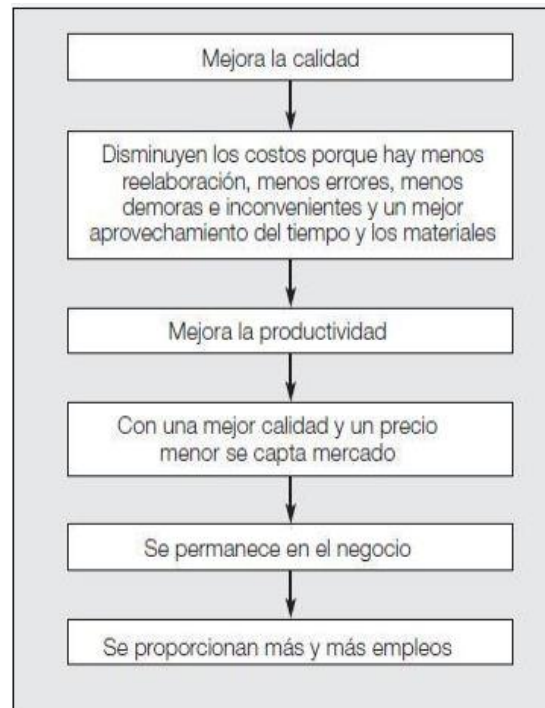 Mejora la calidad
Disminuyen los costos porque hay menos
reelaboración, menos errores, menos
demoras e inconvenientes y un mejor
aprovechamiento del tiempo y los materiales
Mejora la productividad
Con una mejor calidad y un precio
menor se capta mercado
Se permanece en el negocio
Se proporcionan más y más empleos